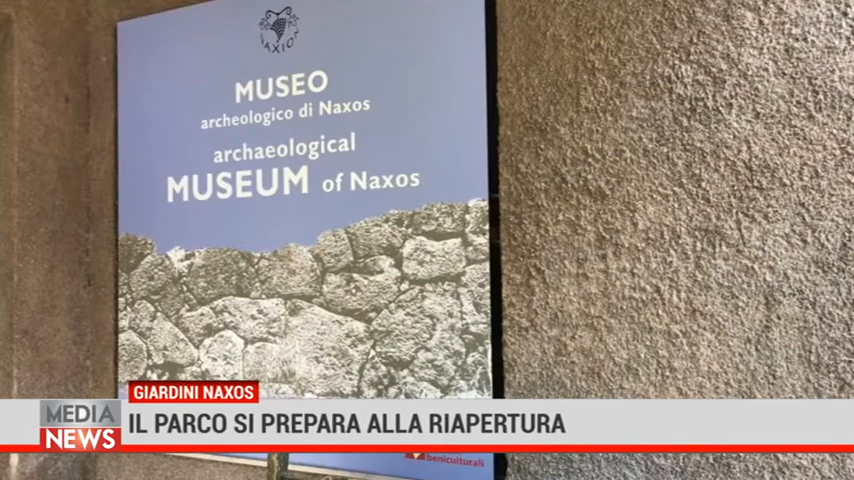 NAXION
MUSEO
archeologico di Naxos
archaeological
MUSEUM of Naxos
GIARDINI NAXOS
MEDIA
NEWS
IL PARCO SI PREPARA ALLA RIAPERTURA
beniculturali